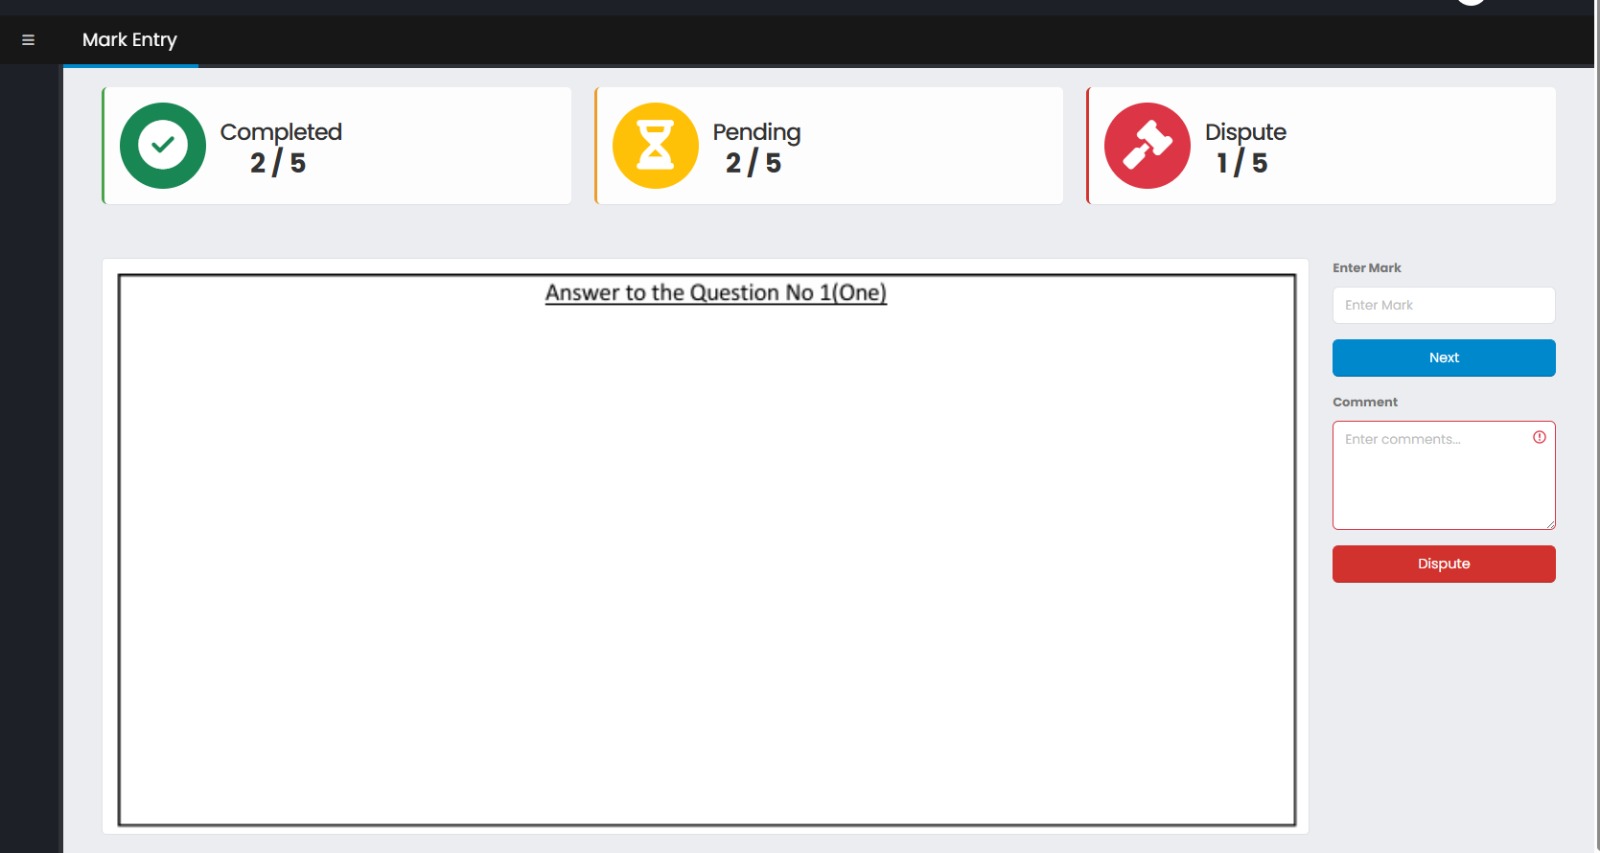 Mark Entry
Completed
2 / 5
Pending
2 / 5
Dispute
1 / 5
Answer to the Question No 1(One)
Enter Mark
Enter Mark
Next
Comment
Enter comments...
Dispute